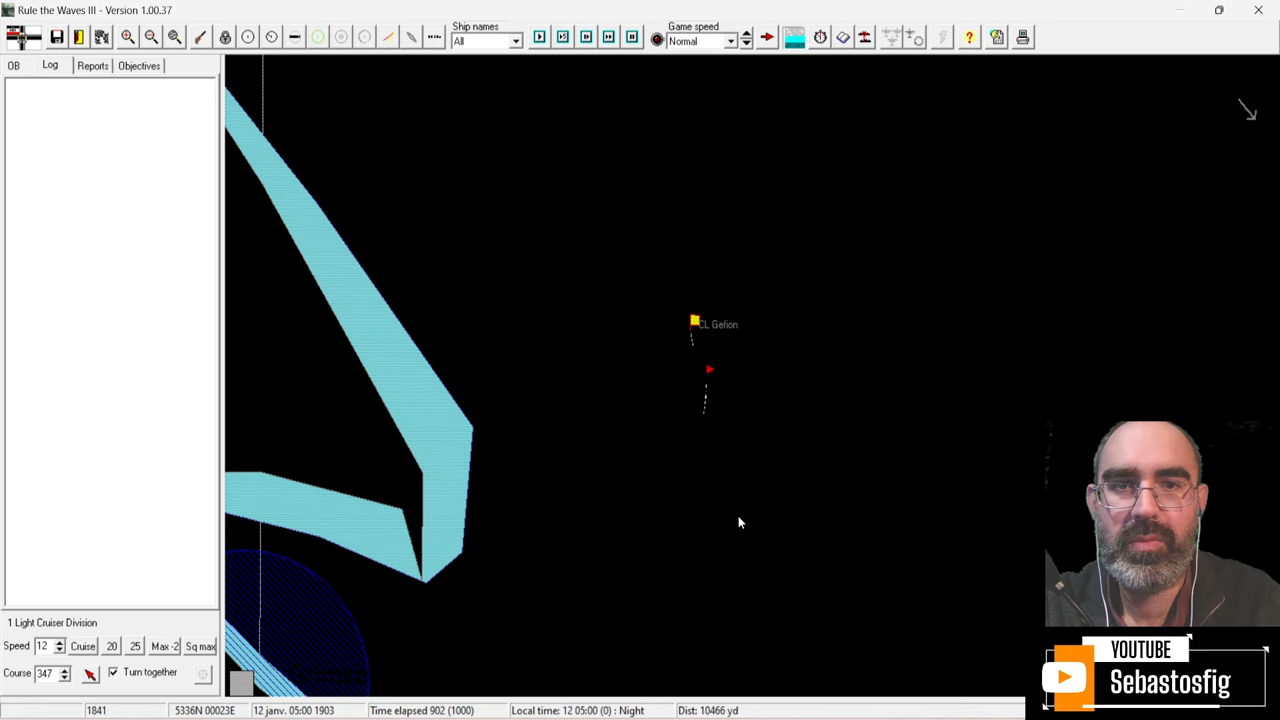 Rule the Waves III - Version 1.00.37
Ship names
Game speed
All
Normal
OB
Log
Reports
Objectives
CL Gefion
1 Light Cruiser Division
Speed
12
Cruise
20
25
Max -2
Sq max
Course
347
Turn together
YOUTUBE
Sebastosfig
1841
5336N 00023E
12 janv. 05:00 1903
Time elapsed 902 (1000)
Local time: 12 05:00 (0) : Night
Dist: 10466 yd